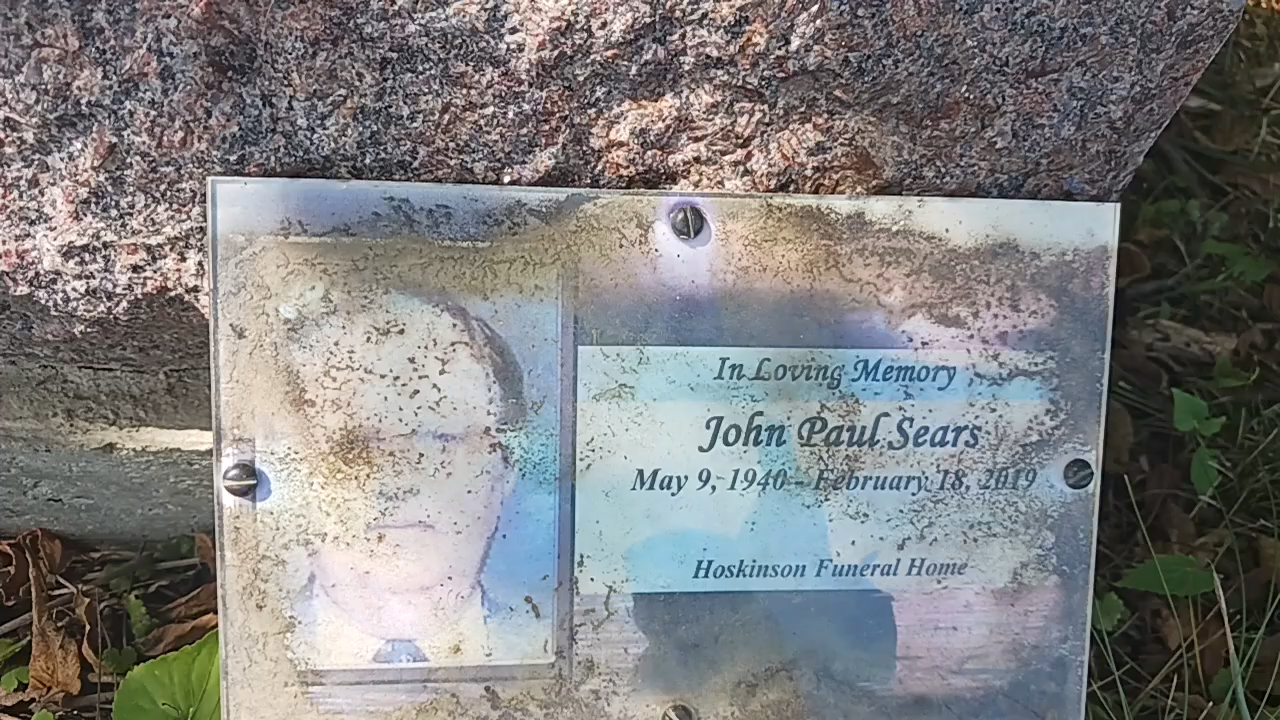 In Loving Memory
John Paul Sears
May 9, 1940 - February 18, 2019
Hoskinson Funeral Home